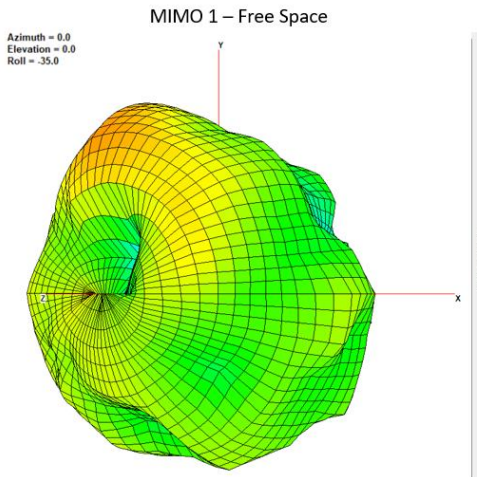 MIMO 1 – Free Space
Azimuth = 0.0
Elevation = 0.0
Roll = -35.0
Y
Z
X